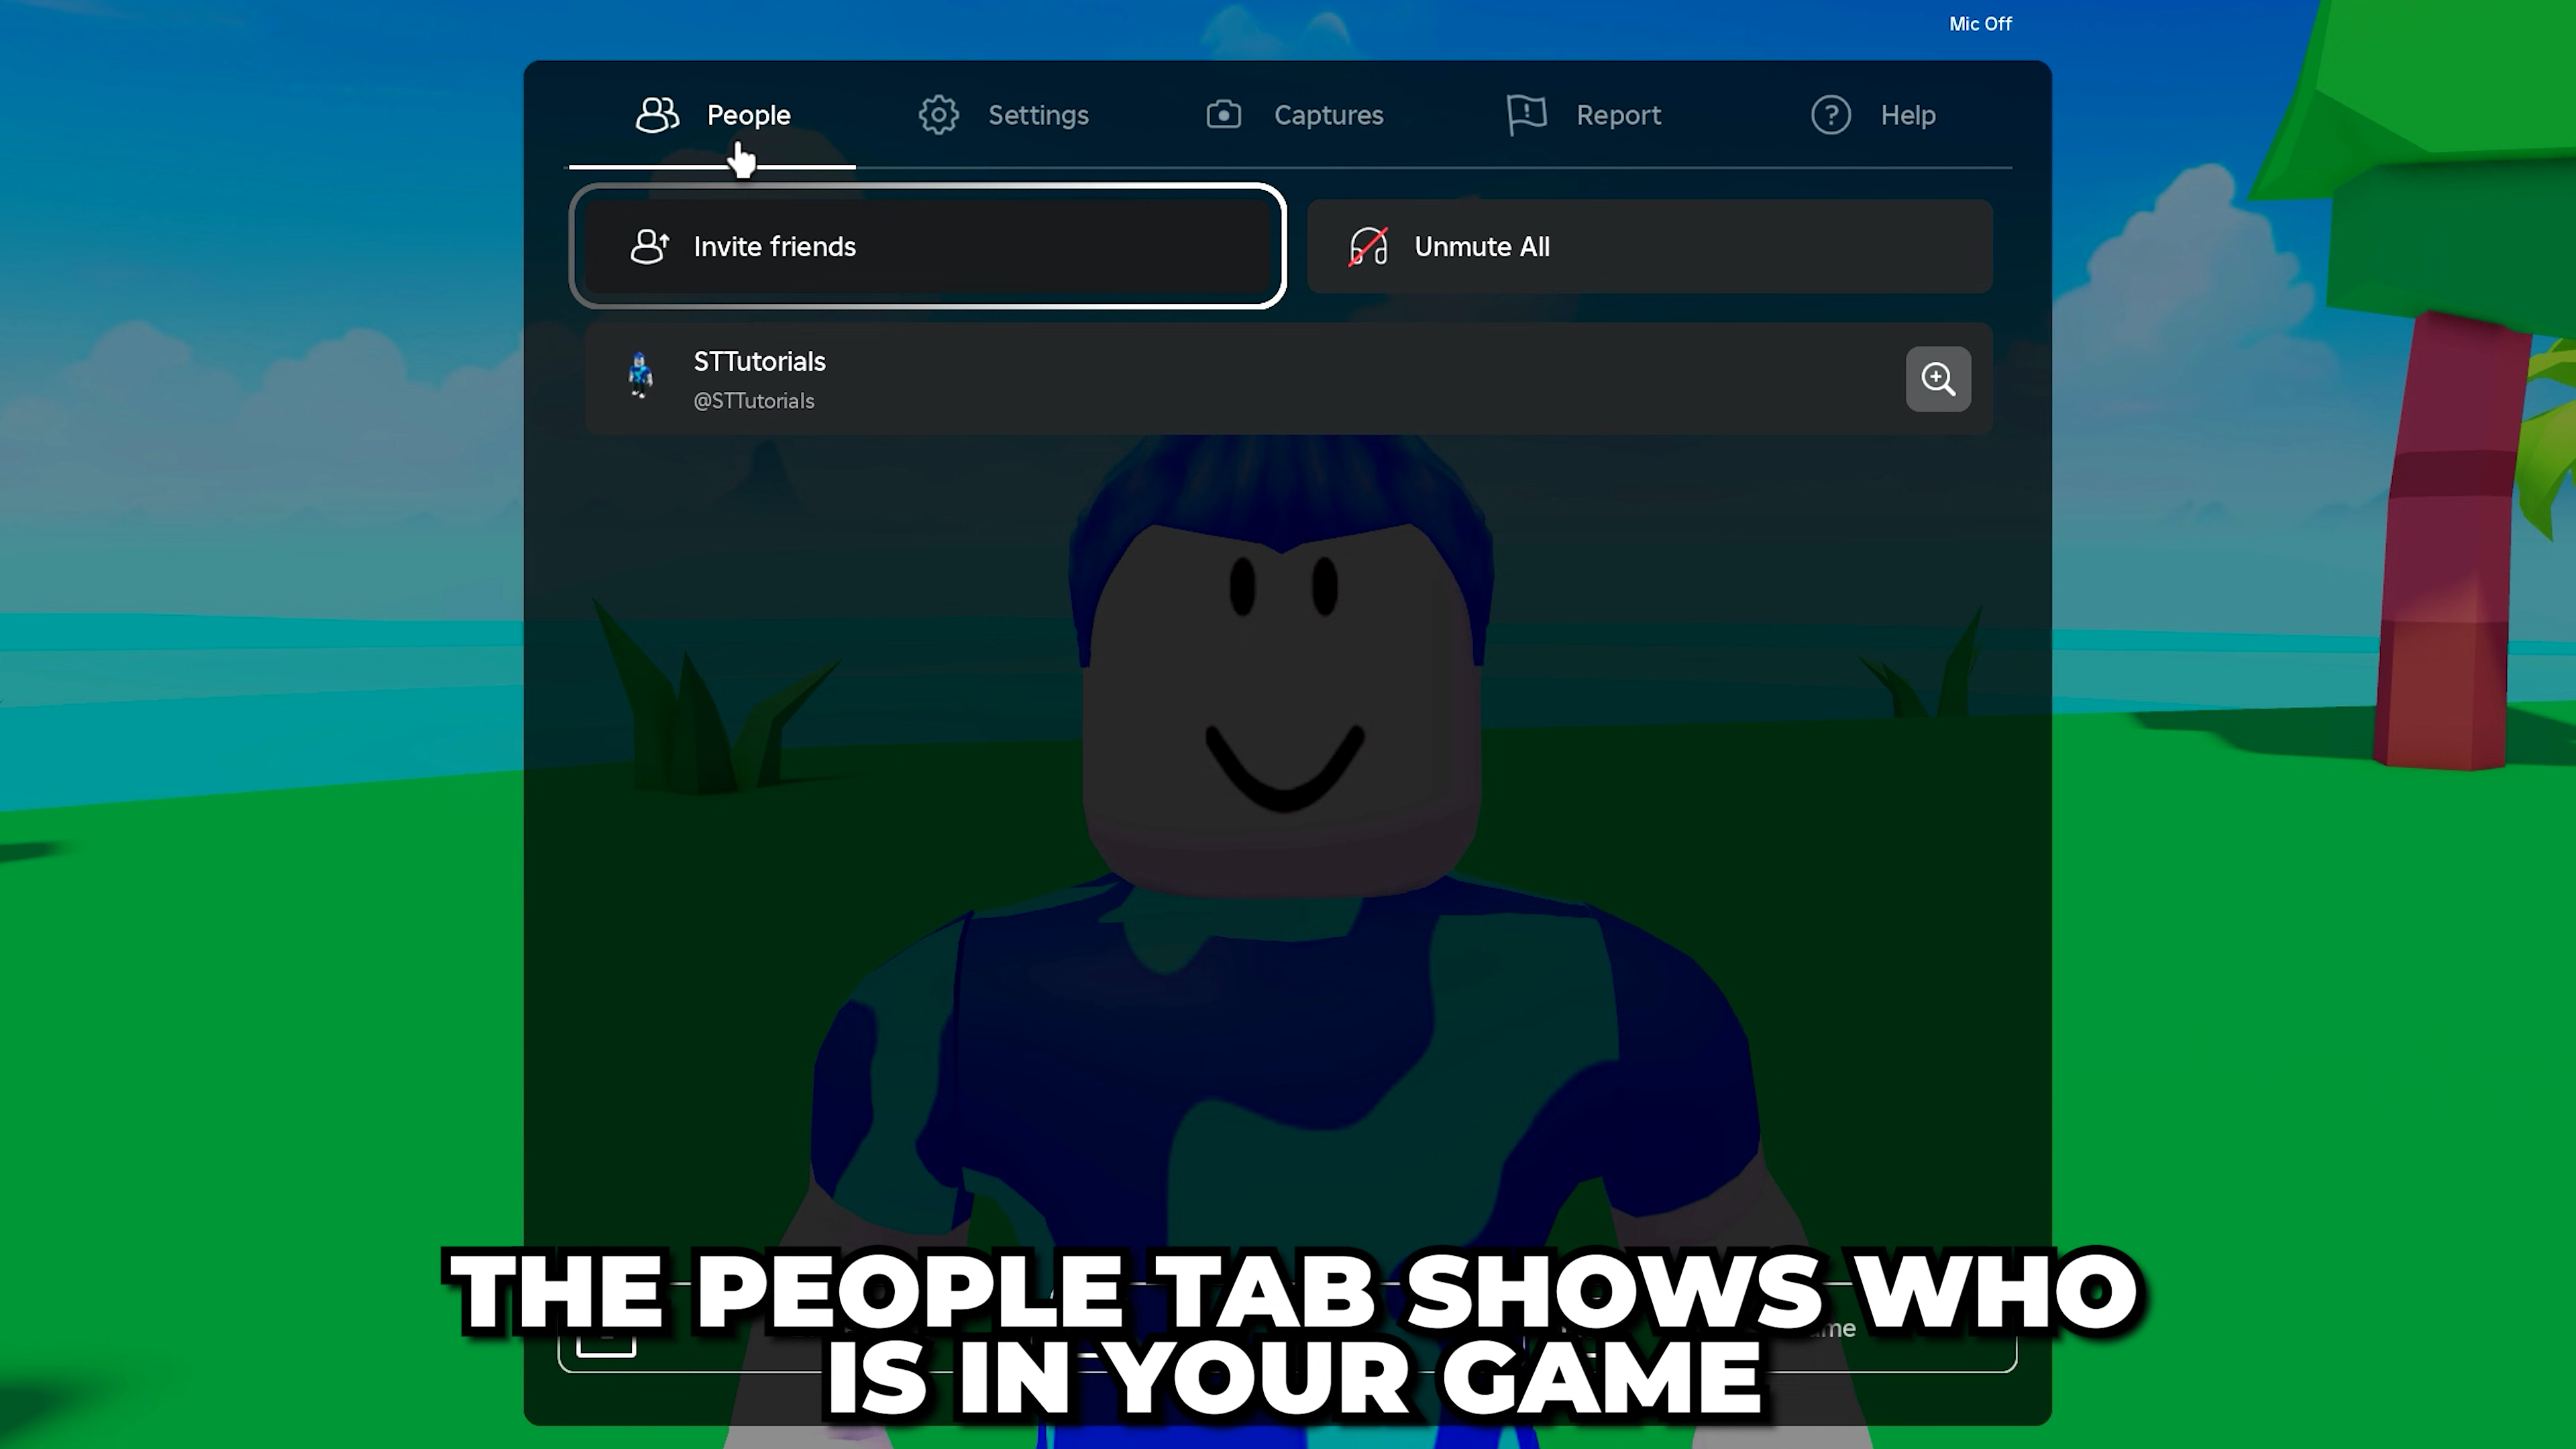 Mic Off
People
Settings
Captures
Report
Help
Invite friends
Unmute All
STTutorials
@STTutorials
THE PEOPLE TAB SHOWS WHO
IS IN YOUR GAME